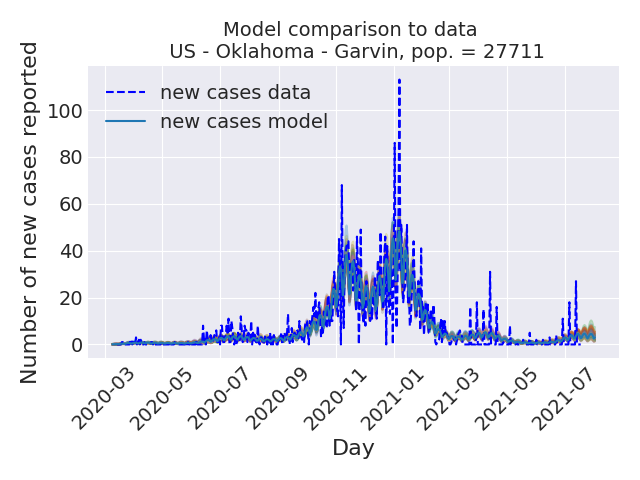 Model comparison to data
US - Oklahoma - Garvin, pop. = 27711
Number of new cases reported
new cases data
new cases model
100
80
60
40
20
0
2020-03
2020-05
2020-07
2020-09
2020-11
2021-01
2021-03
2021-05
2021-07
Day